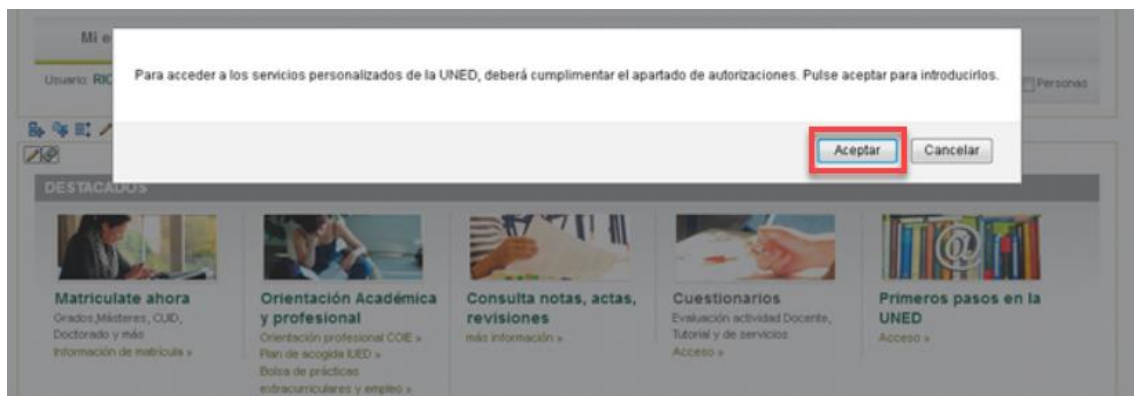 Mi e
Usuario: RIC
Para acceder a los servicios personalizados de la UNED, deberá cumplimentar el apartado de autorizaciones. Pulse aceptar para introducirlos.
Personas
Aceptar Cancelar
DESTACADOS
Matriculate ahora
Grados,Másteres, CUID,
Doctorado y más
Información de matrícula »
Orientación Académica
y profesional
Orientación profesional COIE »
Plan de acogida IUED »
Bolsa de prácticas
extracurriculares y empleo »
Consulta notas, actas,
revisiones
más información »
Cuestionarios
Evaluación actividad Docente,
Tutorial y de servicios
Acceso »
@
Primeros pasos en la
UNED
Acceso »